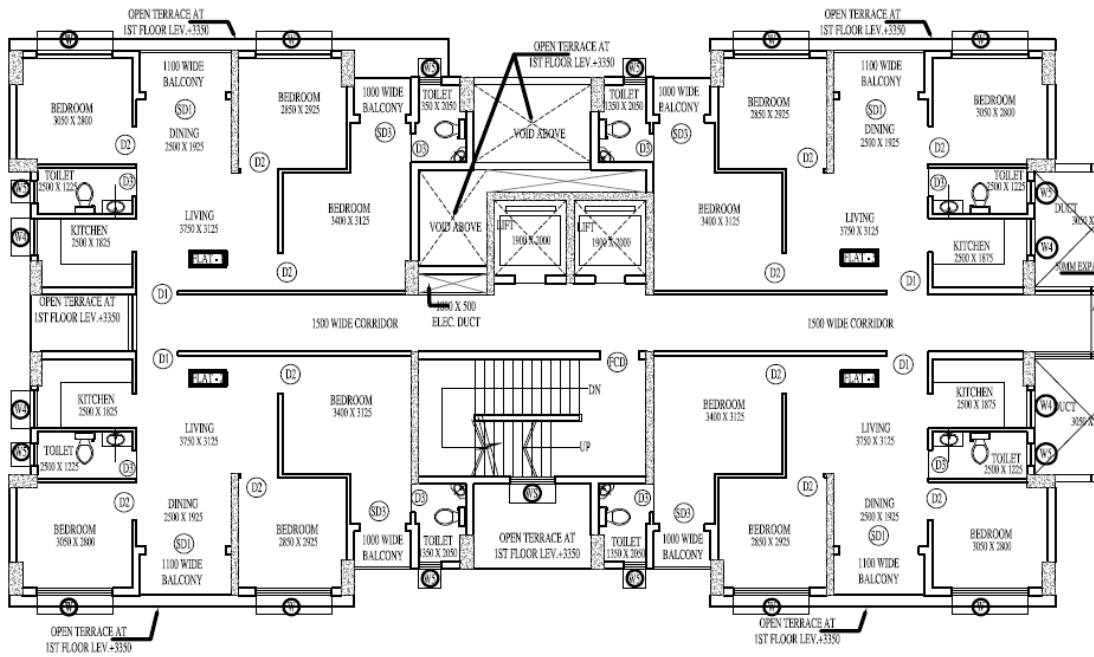 OPEN TERRACE AT
1ST FLOOR LEV.+3350
OPEN TERRACE AT
1ST FLOOR LEV.+3350
OPEN TERRACE AT
1ST FLOOR LEV.+3350
W
W
W5
W5
W
W
1100 WIDE
BALCONY
SD1
DINING
2500 X 1925
BEDROOM
3050 X 2800
D2
BEDROOM
2850 X 2925
D2
1000 WIDE
BALCONY
SD3
TOILET
350 X 2050
D3
VOID ABOVE
TOILET
1350 X 2050
D3
1000 WIDE
BALCONY
SD3
BEDROOM
2850 X 2925
D2
1100 WIDE
BALCONY
SD1
DINING
2500 X 1925
BEDROOM
3050 X 2800
D2
TOILET
2500 X 1225
D3
W5
W4
KITCHEN
2500 X 1825
LIVING
3750 X 3125
FLAT -
BEDROOM
3400 X 3125
D2
VOID ABOVE
LIFT
1900 X 2000
LIFT
1900 X 2000
BEDROOM
3400 X 3125
D2
LIVING
3750 X 3125
FLAT -
D3
TOILET
2500 X 1225
KITCHEN
2500 X 1875
W5
DUCT
3050 X
W4
50MM EXPA
D1
D1
OPEN TERRACE AT
1ST FLOOR LEV.+3350
1500 WIDE CORRIDOR
1800 X 500
ELEC. DUCT
1500 WIDE CORRIDOR
D1
FCD
D1
W4
KITCHEN
2500 X 1825
FLAT -
D2
BEDROOM
3400 X 3125
DN
UP
D2
BEDROOM
3400 X 3125
FLAT -
KITCHEN
2500 X 1875
W4
DUCT
3050 X
W5
TOILET
2500 X 1225
D3
LIVING
3750 X 3125
LIVING
3750 X 3125
D3
TOILET
2500 X 1225
W5
D2
BEDROOM
3050 X 2800
DINING
2500 X 1925
SD1
1100 WIDE
BALCONY
D2
BEDROOM
2850 X 2925
SD3
1000 WIDE
BALCONY
D3
TOILET
350 X 2050
W5
W5
OPEN TERRACE AT
1ST FLOOR LEV.+3350
D3
TOILET
1350 X 2050
W5
SD3
1000 WIDE
BALCONY
D2
BEDROOM
2850 X 2925
DINING
2500 X 1925
SD1
1100 WIDE
BALCONY
D2
BEDROOM
3050 X 2800
W
W
W
W
OPEN TERRACE AT
1ST FLOOR LEV.+3350
OPEN TERRACE AT
1ST FLOOR LEV.+3350